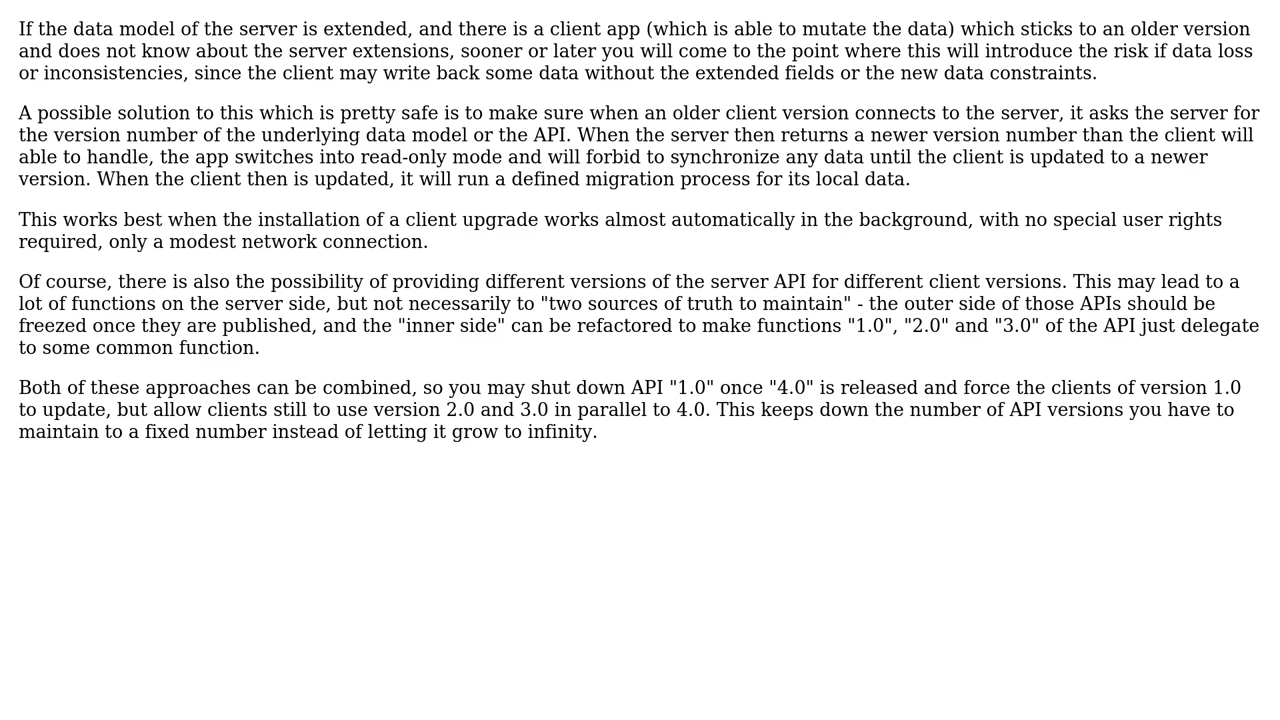 If the data model of the server is extended, and there is a client app (which is able to mutate the data) which sticks to an older version
and does not know about the server extensions, sooner or later you will come to the point where this will introduce the risk if data loss
or inconsistencies, since the client may write back some data without the extended fields or the new data constraints.
A possible solution to this which is pretty safe is to make sure when an older client version connects to the server, it asks the server for
the version number of the underlying data model or the API. When the server then returns a newer version number than the client will
able to handle, the app switches into read-only mode and will forbid to synchronize any data until the client is updated to a newer
version. When the client then is updated, it will run a defined migration process for its local data.
This works best when the installation of a client upgrade works almost automatically in the background, with no special user rights
required, only a modest network connection.
Of course, there is also the possibility of providing different versions of the server API for different client versions. This may lead to a
lot of functions on the server side, but not necessarily to "two sources of truth to maintain" - the outer side of those APIs should be
freezed once they are published, and the "inner side" can be refactored to make functions "1.0", "2.0" and "3.0" of the API just delegate
to some common function.
Both of these approaches can be combined, so you may shut down API "1.0" once "4.0" is released and force the clients of version 1.0
to update, but allow clients still to use version 2.0 and 3.0 in parallel to 4.0. This keeps down the number of API versions you have to
maintain to a fixed number instead of letting it grow to infinity.